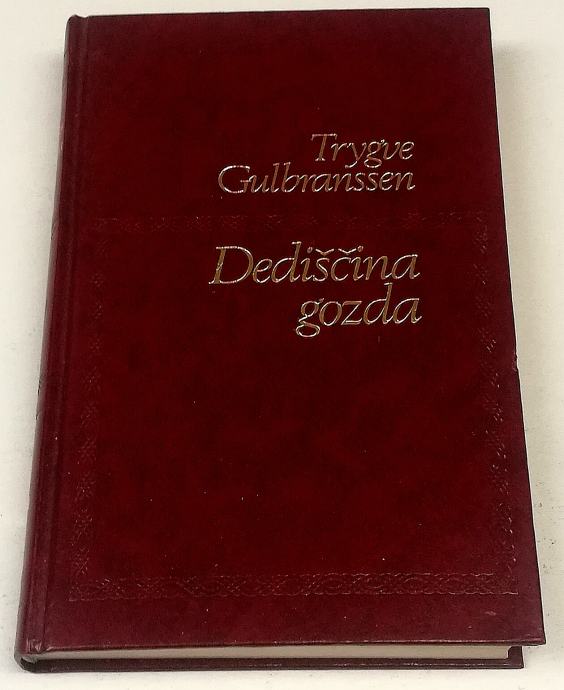 Trygve
Gulbranssen
Dediščina
gozda